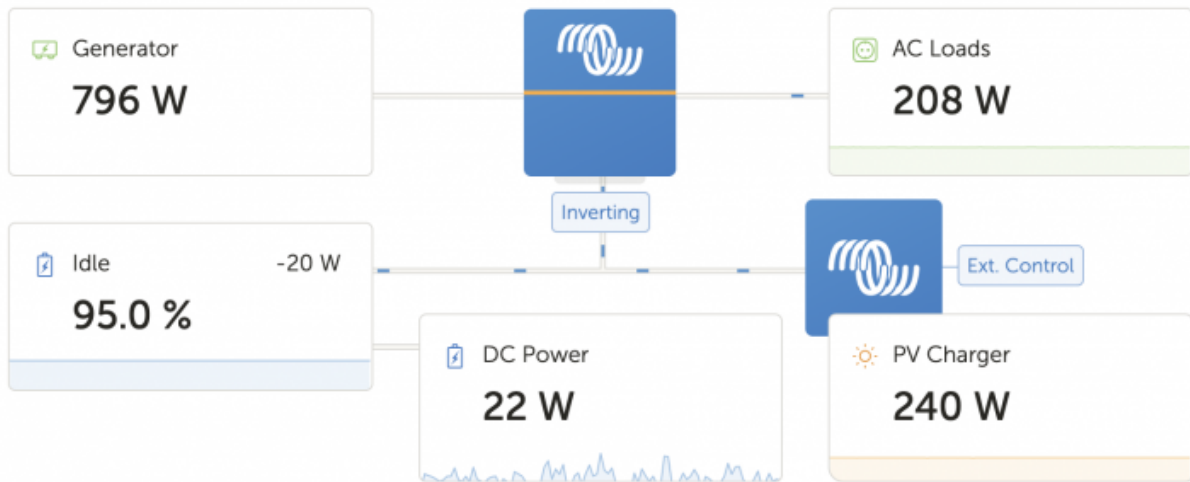 Generator
796 W
AC Loads
208 W
Inverting
Idle -20 W
95.0 %
Ext. Control
DC Power
22 W
PV Charger
240 W